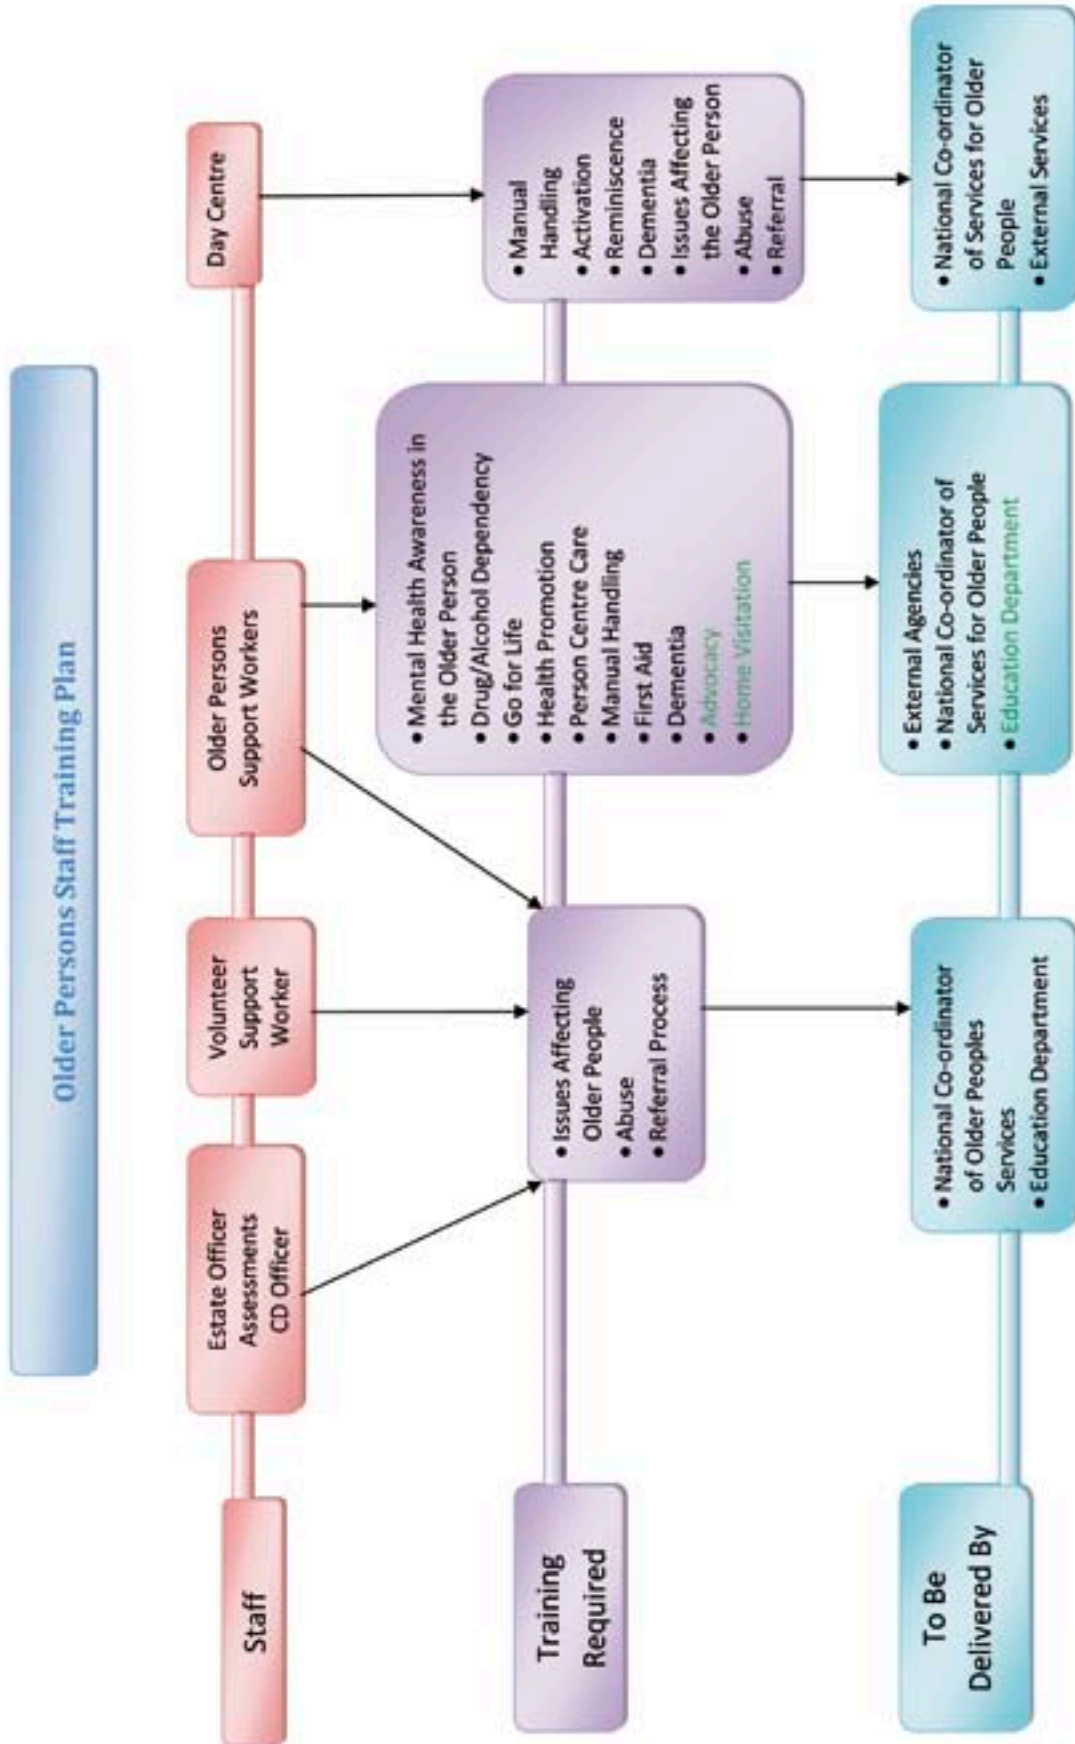 Older Persons Staff Training Plan
Staff
Estate Officer
Assessments
CD Officer
Volunteer
Support
Worker
Older Persons
Support Workers
Day Centre
Training
Required
• Issues Affecting
Older People
• Abuse
• Referral Process
• Mental Health Awareness in
the Older Person
• Drug/Alcohol Dependency
• Go for Life
• Health Promotion
• Person Centre Care
• Manual Handling
• First Aid
• Dementia
• Advocacy
• Home Visitation
• Manual
Handling
• Activation
• Reminiscence
• Dementia
• Issues Affecting
the Older Person
• Abuse
• Referral
To Be
Delivered By
• National Co-ordinator
of Older Peoples
Services
• Education Department
• External Agencies
• National Co-ordinator of
Services for Older People
• Education Department
• National Co-ordinator
of Services for Older
People
• External Services